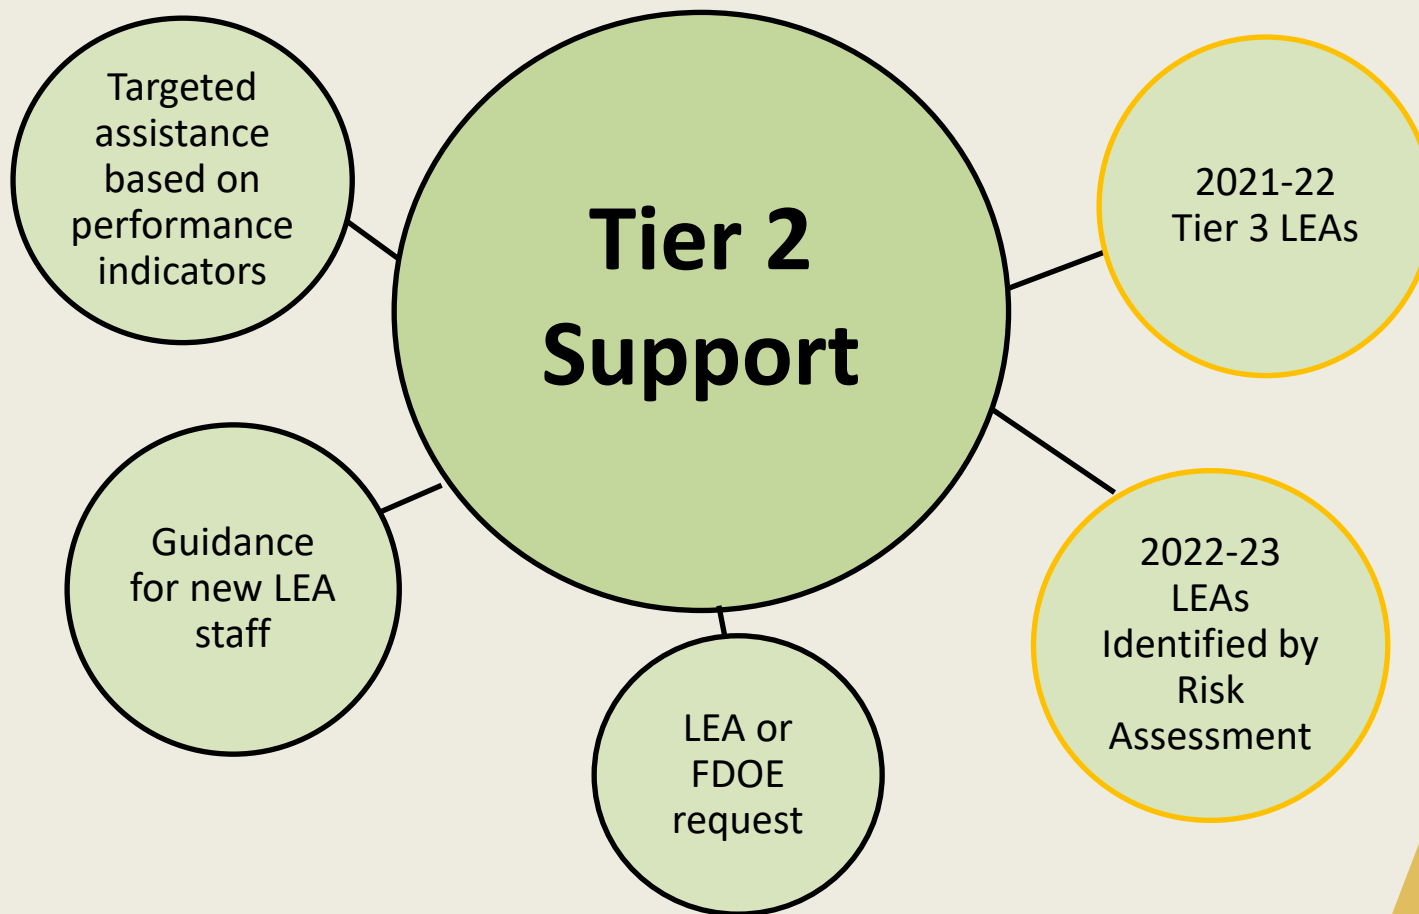 Targeted
assistance
based on
performance
indicators
Tier 2
Support
2021-22
Tier 3 LEAs
Guidance
for new LEA
staff
LEA or
FDOE
request
2022-23
LEAs
Identified by
Risk
Assessment